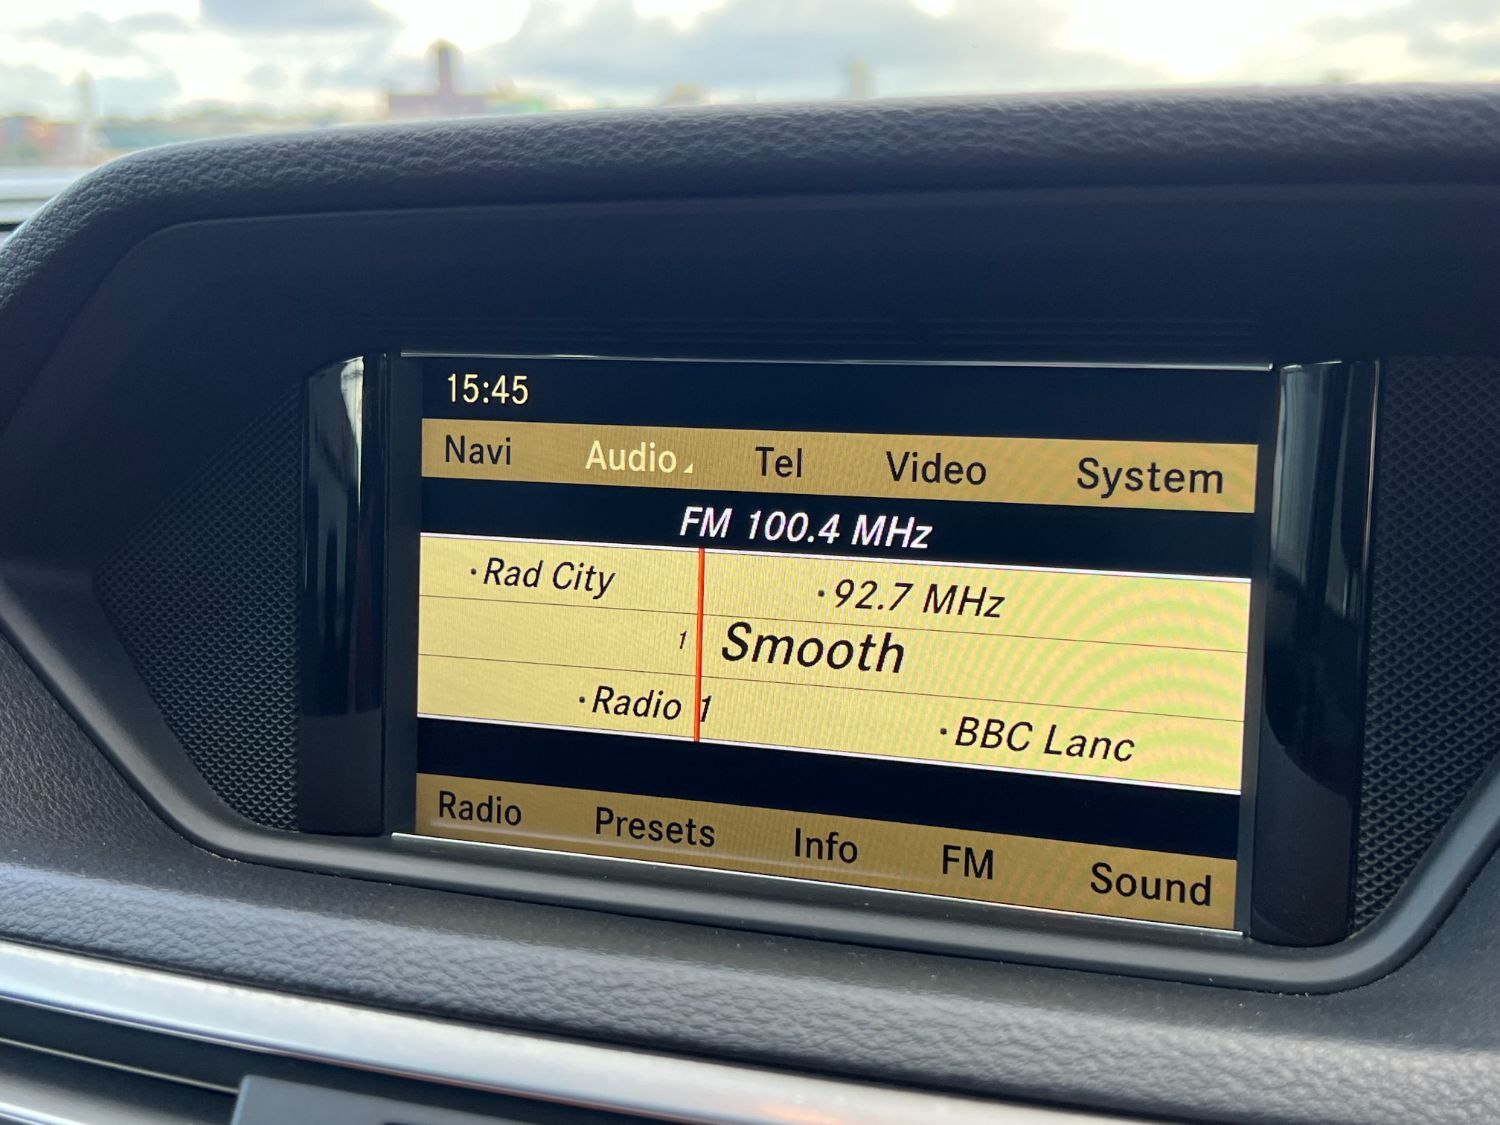 15:45
Navi Audio Tel Video System
FM 100.4 MHz
·Rad City ·92.7 MHz
1 Smooth
·Radio 1 ·BBC Lanc
Radio Presets Info FM Sound